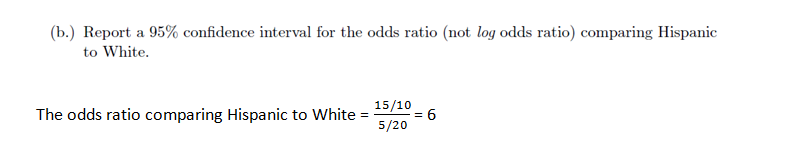 (b.) Report a 95% confidence interval for the odds ratio (not log odds ratio) comparing Hispanic
to White.
The odds ratio comparing Hispanic to White = 15/10 / 5/20 = 6